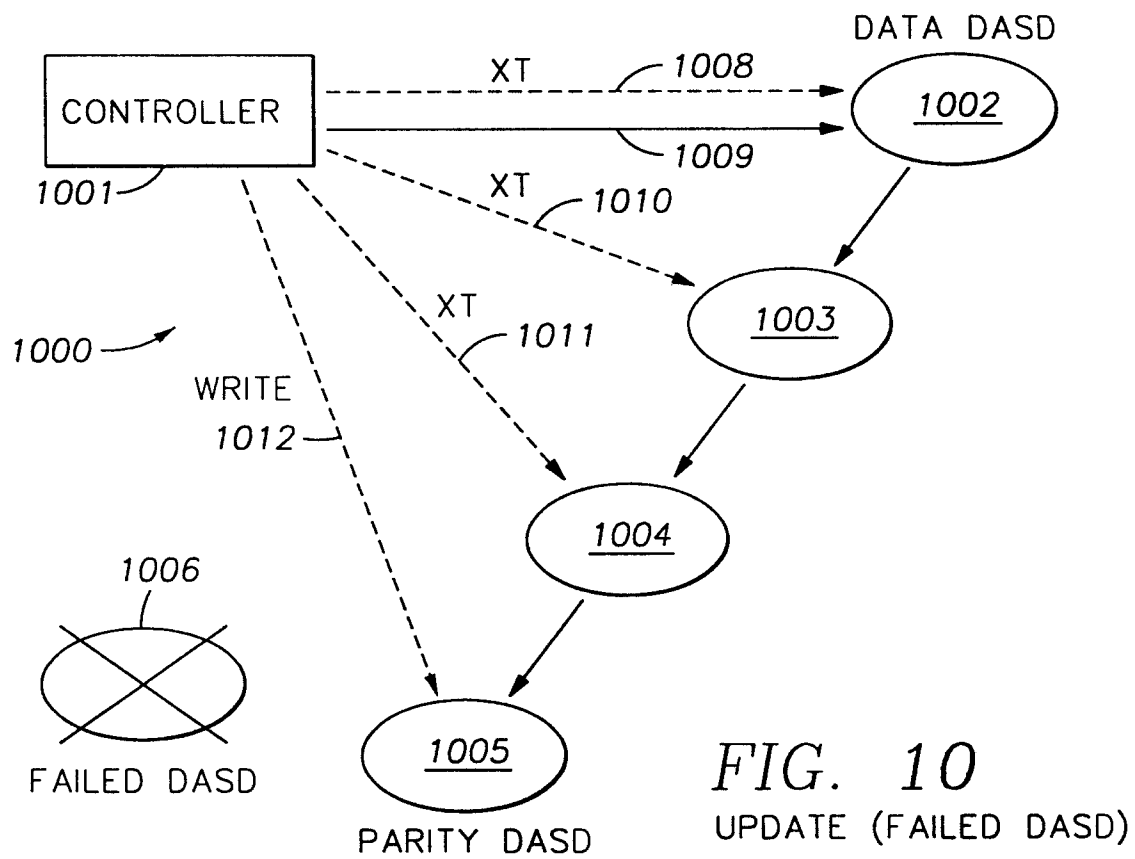 DATA DASD
XT
1008
CONTROLLER
1002
1009
1001
XT
1010
1003
XT
1011
1000
WRITE
1012
1004
1006
1005
FAILED DASD
PARITY DASD
FIG. 10
UPDATE (FAILED DASD)